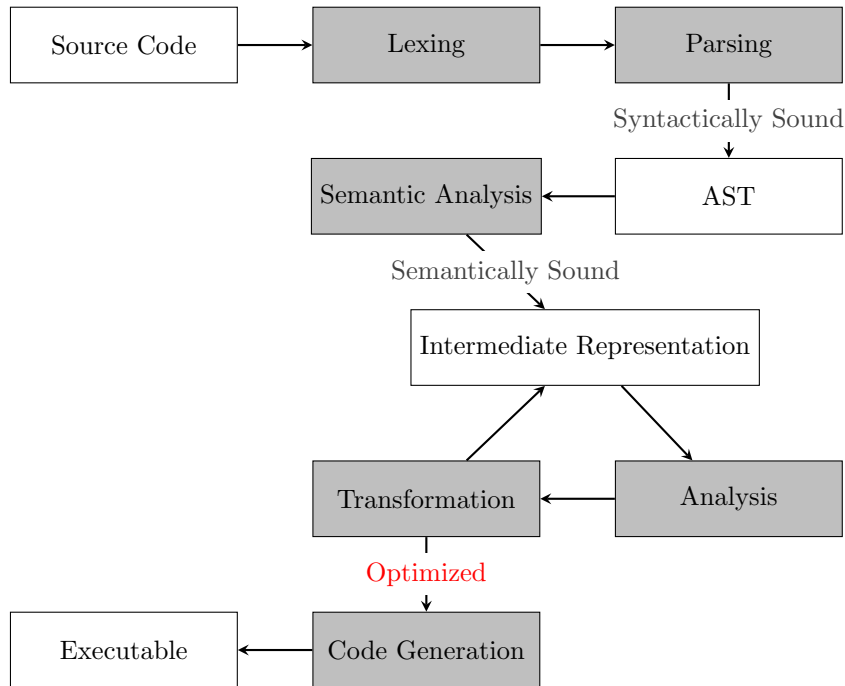 Source Code
Lexing
Parsing
Syntactically Sound
Semantic Analysis
AST
Semantically Sound
Intermediate Representation
Transformation
Analysis
Optimized
Executable
Code Generation